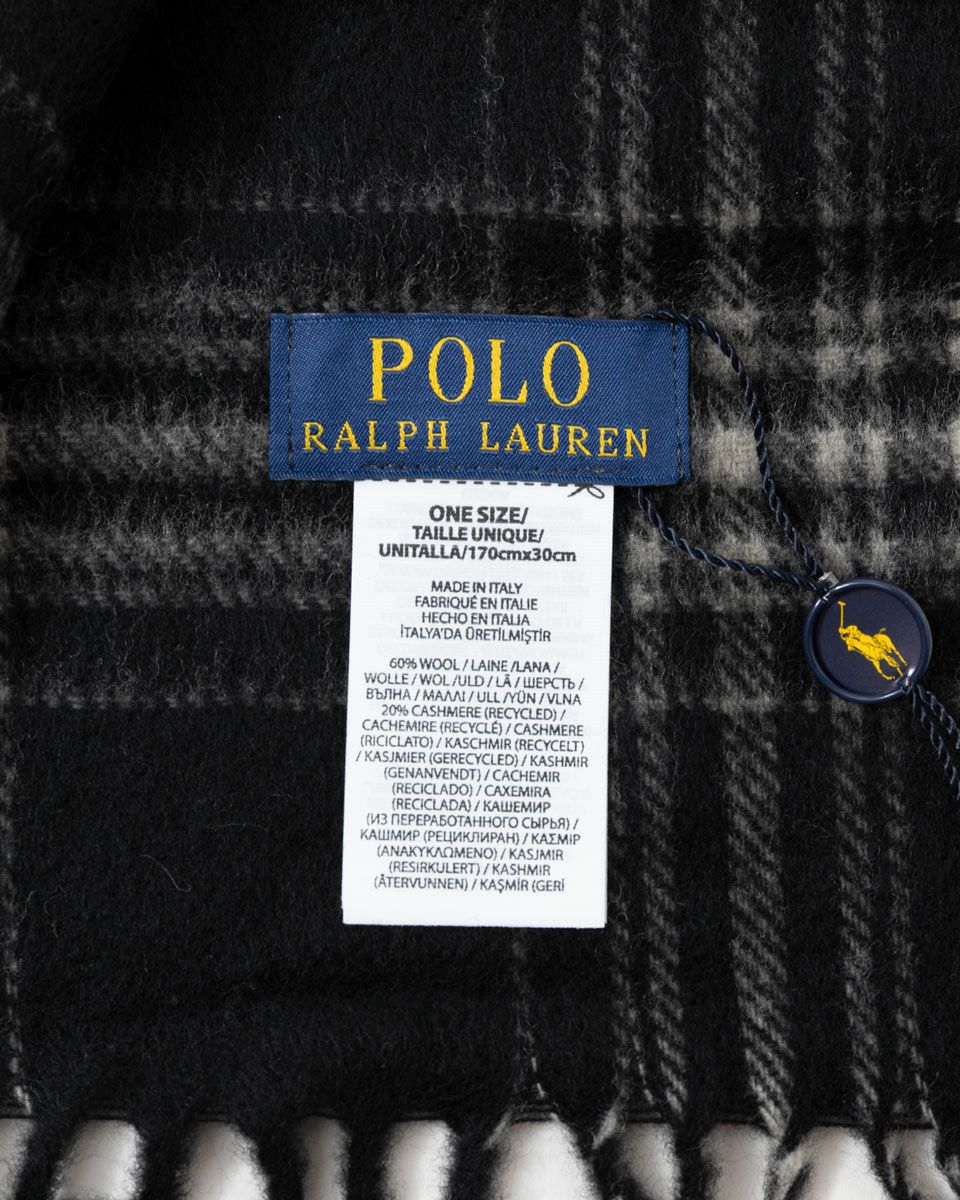 POLO
RALPH LAUREN
ONE SIZE/
TAILLE UNIQUE/
UNITALLA/170cmx30cm
MADE IN ITALY
FABRIQUÉ EN ITALIE
HECHO EN ITALIA
İTALYA'DA ÜRETİLMİŞTİR
60% WOOL / LAINE /LANA /
WOLLE / WOL /ULD / LÃ / ШЕРСТЬ /
ВЪЛНА / ΜΑΛΛΙ / ULL /YÜN / VLNA
20% CASHMERE (RECYCLED) /
CACHEMIRE (RECYCLÉ) / CASHMERE
(RICICLATO) / KASCHMIR (RECYCELT)
/ KASJMIER (GERECYCLED) / KASHMIR
(GENANVENDT) / CACHEMIR
(RECICLADO) / CAXEMIRA
(RECICLADA) / КАШЕМИР
(ИЗ ПЕРЕРАБОТАННОГО СЫРЬЯ) /
КАШМИР (РЕЦИКЛИРАН) / ΚΑΣΜΙΡ
(ΑΝΑΚΥΚΛΩΜΕΝΟ) / KASJMIR
(RESIRKULERT) / KASHMIR
(ÅTERVUNNEN) / KAŞMİR (GERİ